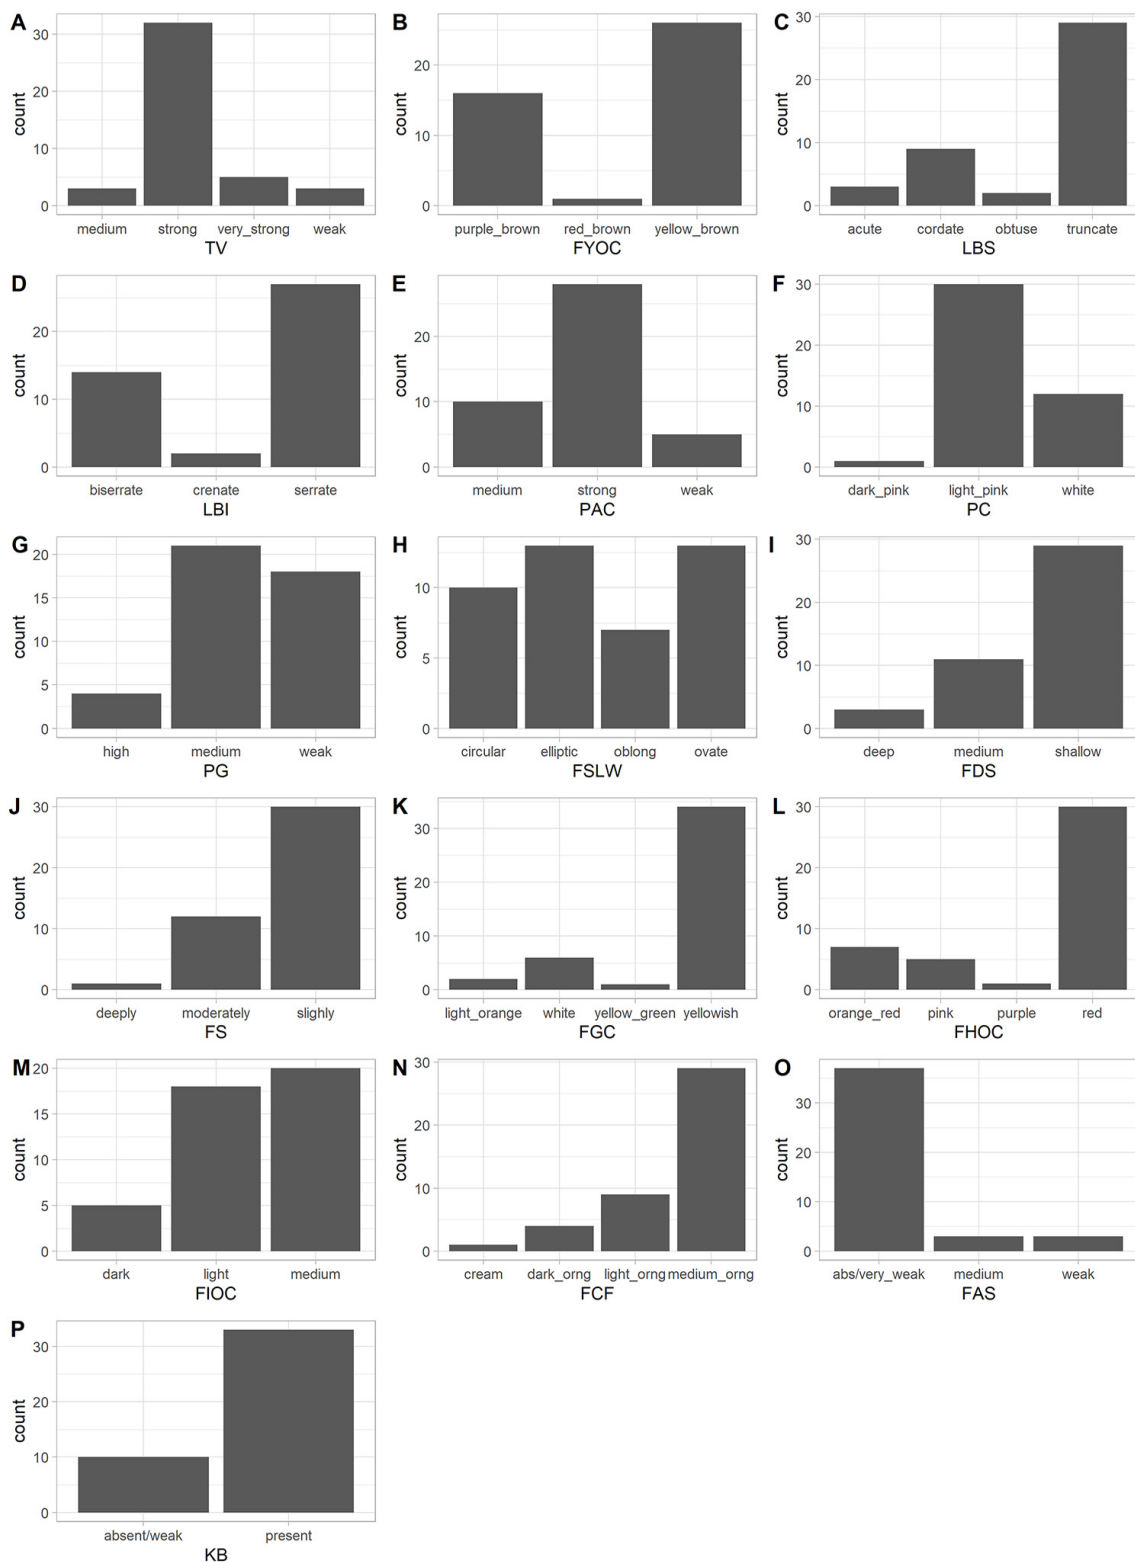 A
count
30
20
10
0
medium strong very_strong weak
TV
B
count
20
10
0
purple_brown red_brown yellow_brown
FYOC
C
count
30
20
10
0
acute cordate obtuse truncate
LBS
D
count
20
10
0
biserrate crenate serrate
LBI
E
count
20
10
0
medium strong weak
PAC
F
count
30
20
10
0
dark_pink light_pink white
PC
G
count
20
15
10
5
0
high medium weak
PG
H
count
10
5
0
circular elliptic oblong ovate
FSLW
I
count
30
20
10
0
deep medium shallow
FDS
J
count
30
20
10
0
deeply moderately slighly
FS
K
count
30
20
10
0
light_orange white yellow_green yellowish
FGC
L
count
30
20
10
0
orange_red pink purple red
FHOC
M
count
20
15
10
5
0
dark light medium
FIOC
N
count
30
20
10
0
cream dark_orng light_orng medium_orng
FCF
O
count
30
20
10
0
abs/very_weak medium weak
FAS
P
count
30
20
10
0
absent/weak present
KB